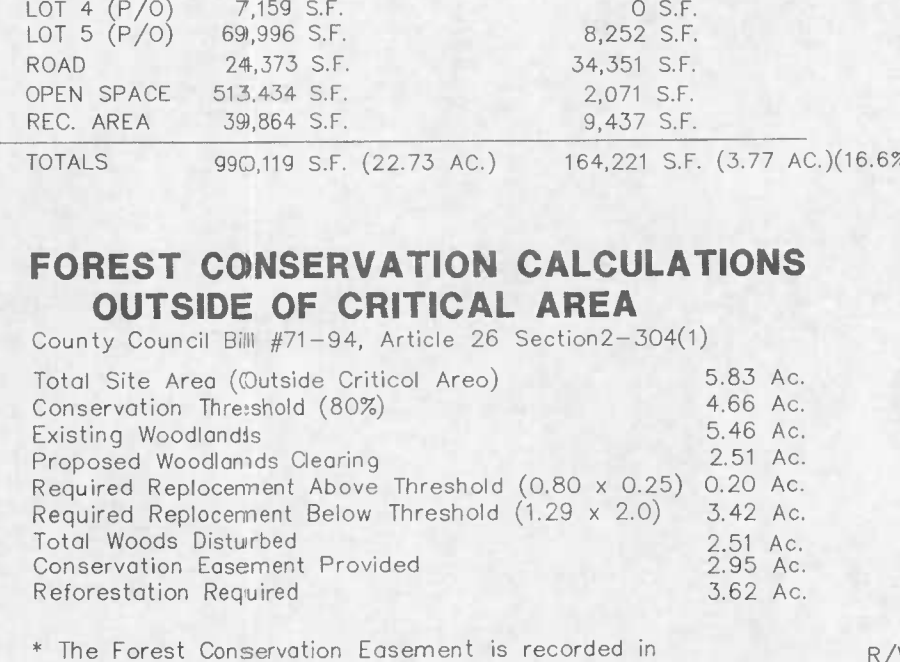 LOT 4 (P/O) 7,159 S.F. 0 S.F.
LOT 5 (P/O) 69,996 S.F. 8,252 S.F.
ROAD 24,373 S.F. 34,351 S.F.
OPEN SPACE 513,434 S.F. 2,071 S.F.
REC. AREA 39,864 S.F. 9,437 S.F.
TOTALS 990,119 S.F. (22.73 AC.) 164,221 S.F. (3.77 AC.)(16.6%
FOREST CONSERVATION CALCULATIONS
OUTSIDE OF CRITICAL AREA
County Council Bill #71-94, Article 26 Section2-304(1)
Total Site Area (Outside Critical Area) 5.83 Ac.
Conservation Threshold (80%) 4.66 Ac.
Existing Woodlands 5.46 Ac.
Proposed Woodlands Clearing 2.51 Ac.
Required Replacement Above Threshold (0.80 x 0.25) 0.20 Ac.
Required Replacement Below Threshold (1.29 x 2.0) 3.42 Ac.
Total Woods Disturbed 2.51 Ac.
Conservation Easement Provided 2.95 Ac.
Reforestation Required 3.62 Ac.
* The Forest Conservation Easement is recorded in